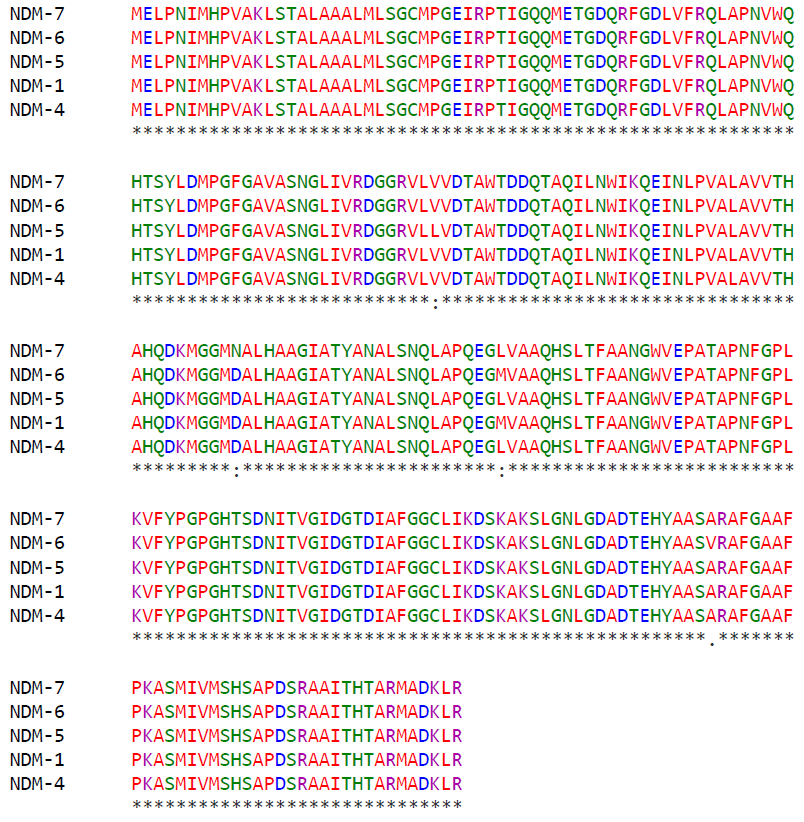 NDM-7 MELPNIMHPVAKLSTALAAALMLSGCMPGEIRPTIGQQMETGDQRFGDLVFRQLAPNVWQ
NDM-6 MELPNIMHPVAKLSTALAAALMLSGCMPGEIRPTIGQQMETGDQRFGDLVFRQLAPNVWQ
NDM-5 MELPNIMHPVAKLSTALAAALMLSGCMPGEIRPTIGQQMETGDQRFGDLVFRQLAPNVWQ
NDM-1 MELPNIMHPVAKLSTALAAALMLSGCMPGEIRPTIGQQMETGDQRFGDLVFRQLAPNVWQ
NDM-4 MELPNIMHPVAKLSTALAAALMLSGCMPGEIRPTIGQQMETGDQRFGDLVFRQLAPNVWQ
************************************************************
NDM-7 HTSYLDMPGFGAVASNGLIVRDGGRVLVVDTAWTDDQTAQILNWIKQEINLPVALAVVTH
NDM-6 HTSYLDMPGFGAVASNGLIVRDGGRVLVVDTAWTDDQTAQILNWIKQEINLPVALAVVTH
NDM-5 HTSYLDMPGFGAVASNGLIVRDGGRVLLVDTAWTDDQTAQILNWIKQEINLPVALAVVTH
NDM-1 HTSYLDMPGFGAVASNGLIVRDGGRVLVVDTAWTDDQTAQILNWIKQEINLPVALAVVTH
NDM-4 HTSYLDMPGFGAVASNGLIVRDGGRVLVVDTAWTDDQTAQILNWIKQEINLPVALAVVTH
***************************:********************************
NDM-7 AHQDKMGGMNALHAAGIATYANALSNQLAPQEGLVAAQHSLTFAANGWVEPATAPNFGPL
NDM-6 AHQDKMGGMDALHAAGIATYANALSNQLAPQEGMVAAQHSLTFAANGWVEPATAPNFGPL
NDM-5 AHQDKMGGMDALHAAGIATYANALSNQLAPQEGLVAAQHSLTFAANGWVEPATAPNFGPL
NDM-1 AHQDKMGGMDALHAAGIATYANALSNQLAPQEGMVAAQHSLTFAANGWVEPATAPNFGPL
NDM-4 AHQDKMGGMDALHAAGIATYANALSNQLAPQEGLVAAQHSLTFAANGWVEPATAPNFGPL
*********:***********************:**************************
NDM-7 KVFYPGPGHTSDNITVGIDGTDIAFGGCLIKDSKAKSLGNLGDADTEHYAASARAFGAAF
NDM-6 KVFYPGPGHTSDNITVGIDGTDIAFGGCLIKDSKAKSLGNLGDADTEHYAASVRAFGAAF
NDM-5 KVFYPGPGHTSDNITVGIDGTDIAFGGCLIKDSKAKSLGNLGDADTEHYAASARAFGAAF
NDM-1 KVFYPGPGHTSDNITVGIDGTDIAFGGCLIKDSKAKSLGNLGDADTEHYAASARAFGAAF
NDM-4 KVFYPGPGHTSDNITVGIDGTDIAFGGCLIKDSKAKSLGNLGDADTEHYAASARAFGAAF
****************************************************.*******
NDM-7 PKASMIVMSHSAPDSRAAITHTARMADKLR
NDM-6 PKASMIVMSHSAPDSRAAITHTARMADKLR
NDM-5 PKASMIVMSHSAPDSRAAITHTARMADKLR
NDM-1 PKASMIVMSHSAPDSRAAITHTARMADKLR
NDM-4 PKASMIVMSHSAPDSRAAITHTARMADKLR
******************************